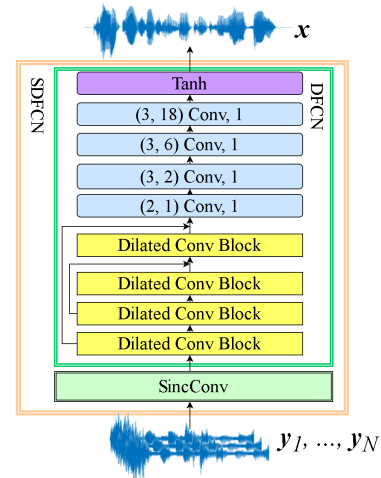 x
SDFCN
DFCN
Tanh
(3, 18) Conv, 1
(3, 6) Conv, 1
(3, 2) Conv, 1
(2, 1) Conv, 1
Dilated Conv Block
Dilated Conv Block
Dilated Conv Block
Dilated Conv Block
SincConv
y1, ..., yN